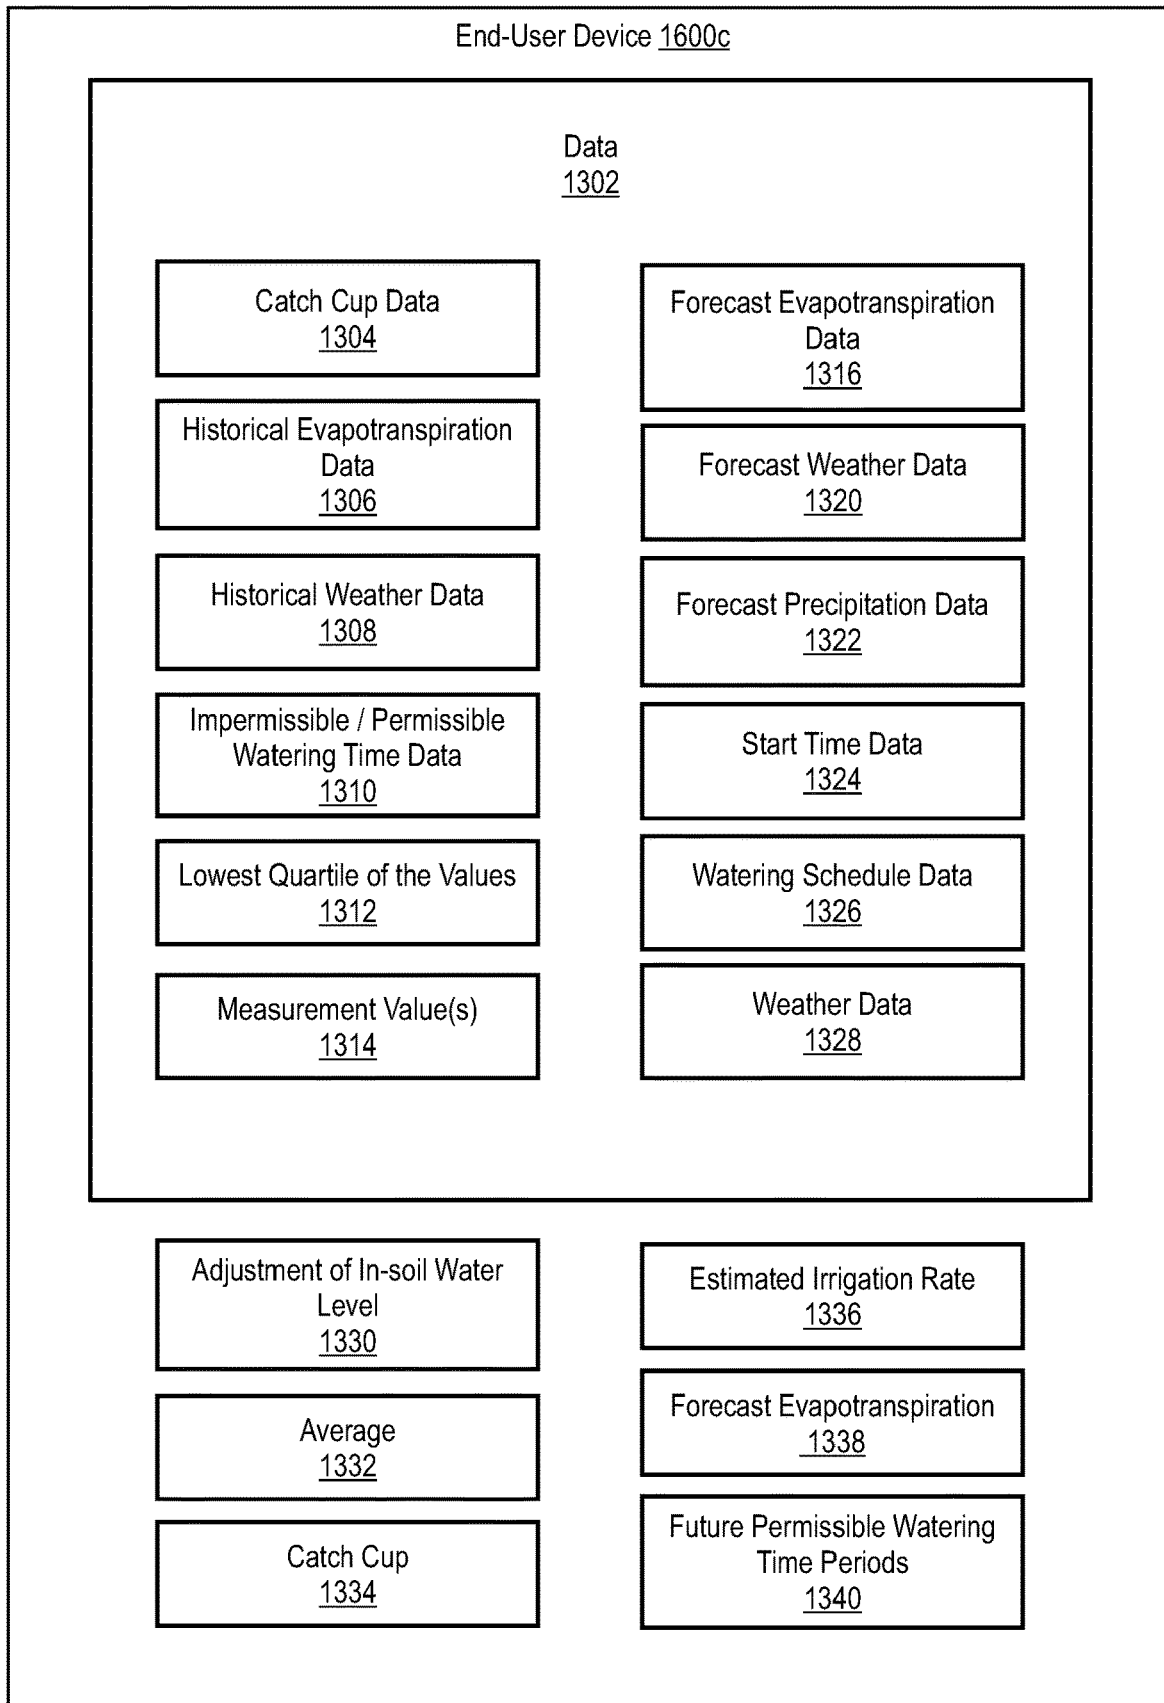 End-User Device 1600c
Data
1302
Catch Cup Data
1304
Historical Evapotranspiration
Data
1306
Historical Weather Data
1308
Impermissible / Permissible
Watering Time Data
1310
Lowest Quartile of the Values
1312
Measurement Value(s)
1314
Forecast Evapotranspiration
Data
1316
Forecast Weather Data
1320
Forecast Precipitation Data
1322
Start Time Data
1324
Watering Schedule Data
1326
Weather Data
1328
Adjustment of In-soil Water
Level
1330
Average
1332
Catch Cup
1334
Estimated Irrigation Rate
1336
Forecast Evapotranspiration
1338
Future Permissible Watering
Time Periods
1340